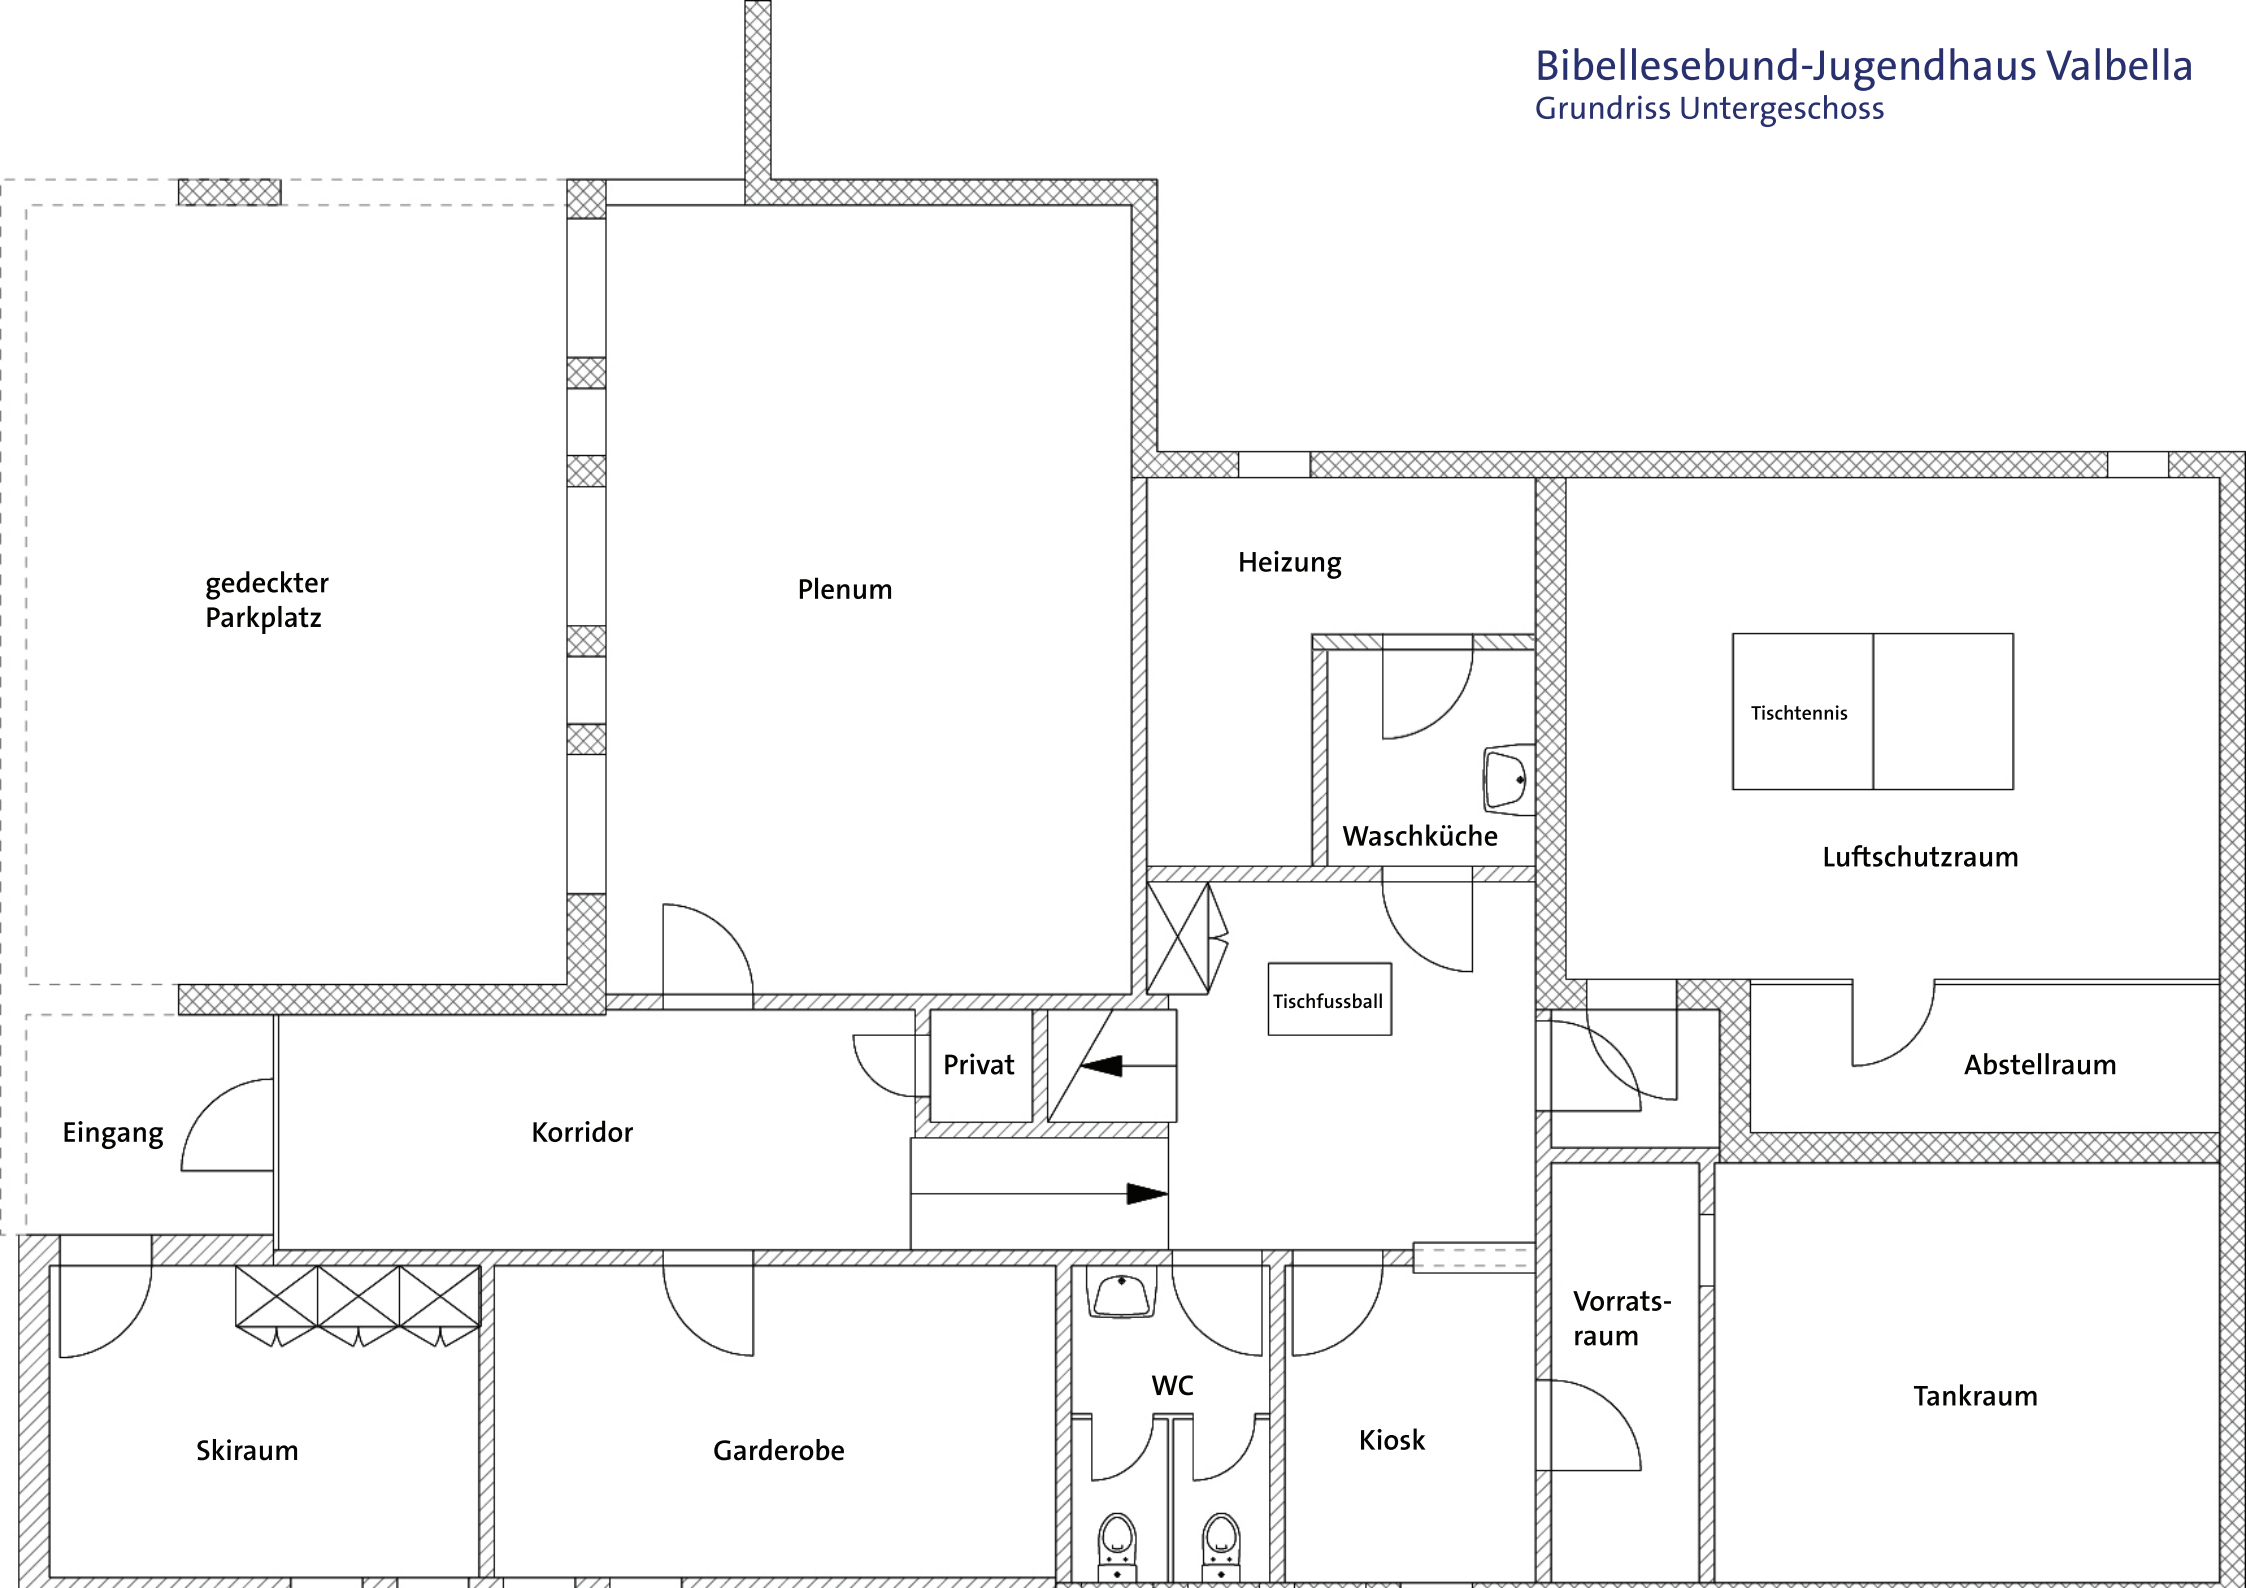 Bibellesebund-Jugendhaus Valbella
Grundriss Untergeschoss
gedeckter
Parkplatz
Plenum
Heizung
Tischtennis
Waschküche
Luftschutzraum
Tischfussball
Privat
Abstellraum
Eingang
Korridor
Vorrats-
raum
WC
Tankraum
Kiosk
Skiraum
Garderobe